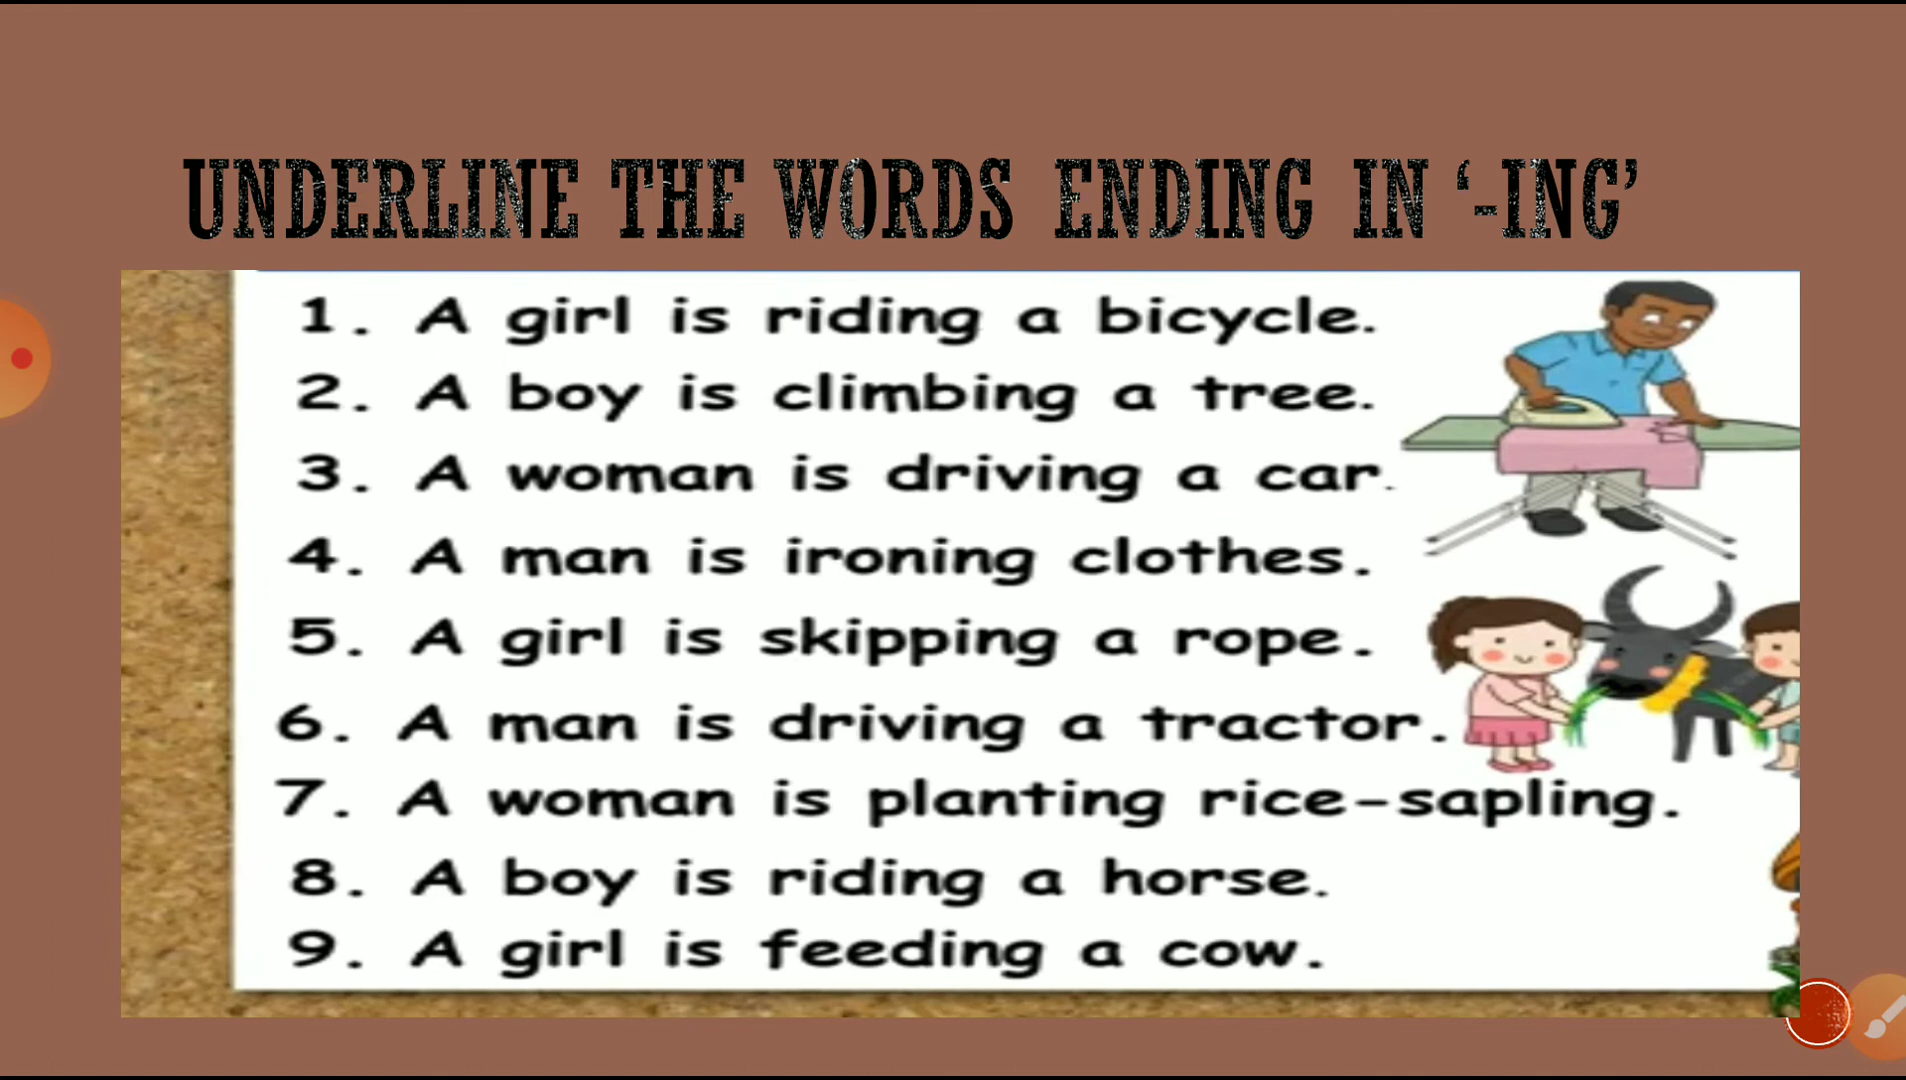 UNDERLINE THE WORDS ENDING IN ‘-ING’
1. A girl is riding a bicycle.
2. A boy is climbing a tree.
3. A woman is driving a car.
4. A man is ironing clothes.
5. A girl is skipping a rope.
6. A man is driving a tractor.
7. A woman is planting rice-sapling.
8. A boy is riding a horse.
9. A girl is feeding a cow.